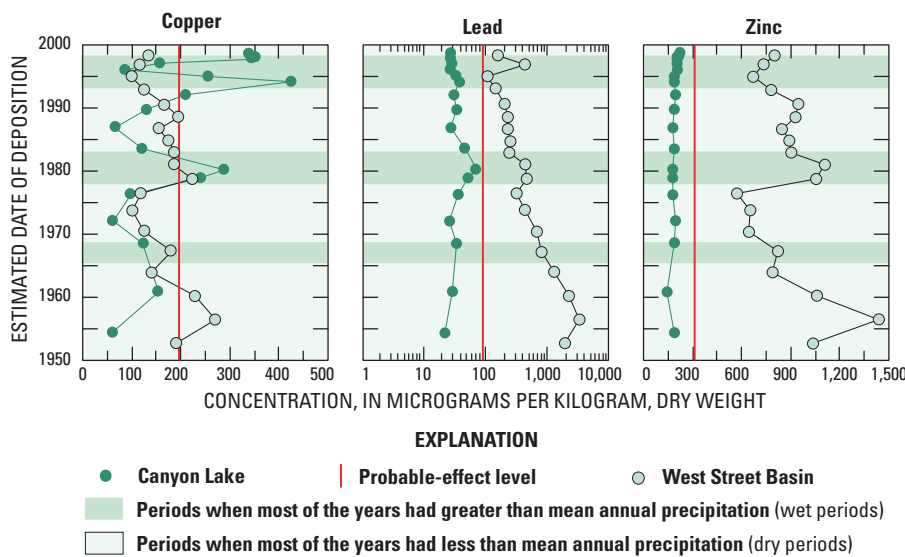 Copper
Lead
Zinc
ESTIMATED DATE OF DEPOSITION
2000
1990
1980
1970
1960
1950
0 100 200 300 400 500
1 10 100 1,000 10,000
0 300 600 900 1,200 1,500
CONCENTRATION, IN MICROGRAMS PER KILOGRAM, DRY WEIGHT
EXPLANATION
Canyon Lake Probable-effect level West Street Basin
Periods when most of the years had greater than mean annual precipitation (wet periods)
Periods when most of the years had less than mean annual precipitation (dry periods)